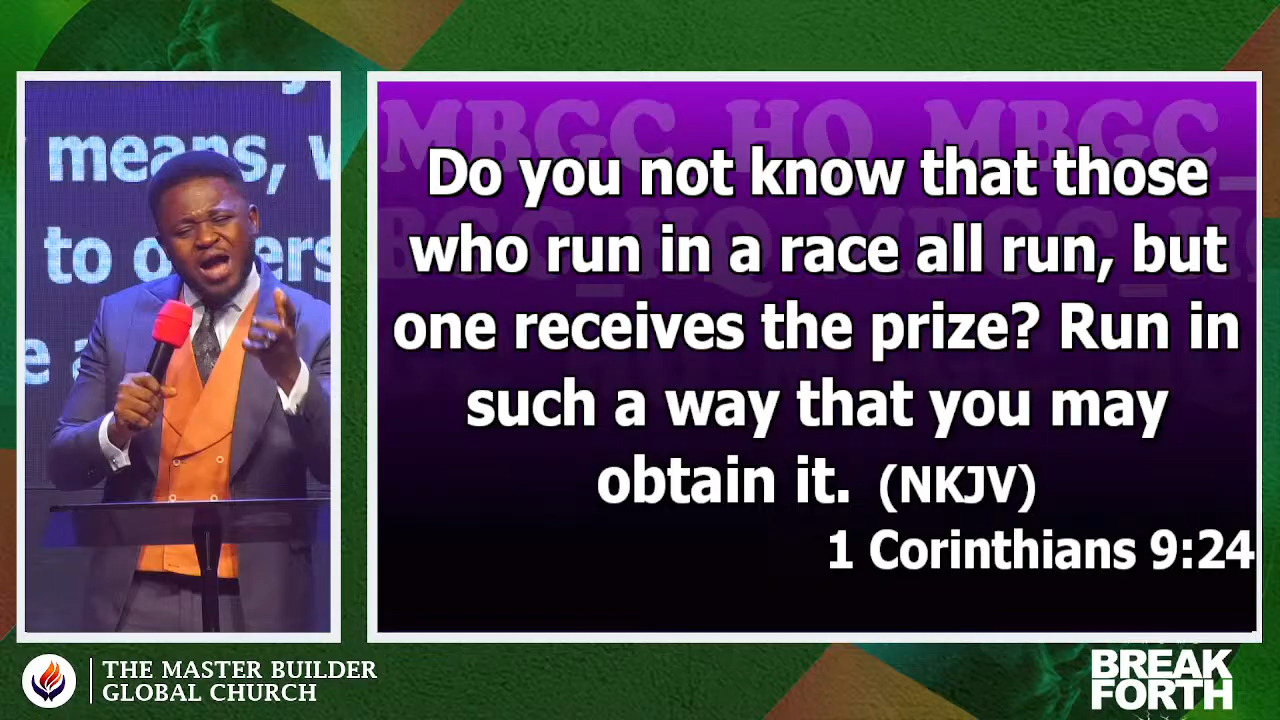 means,
to
MBGC_HQ MBGC_
Do you not know that those
who run in a race all run, but
one receives the prize? Run in
such a way that you may
obtain it. (NKJV)
1 Corinthians 9:24
THE MASTER BUILDER
GLOBAL CHURCH
BREAK
FORTH